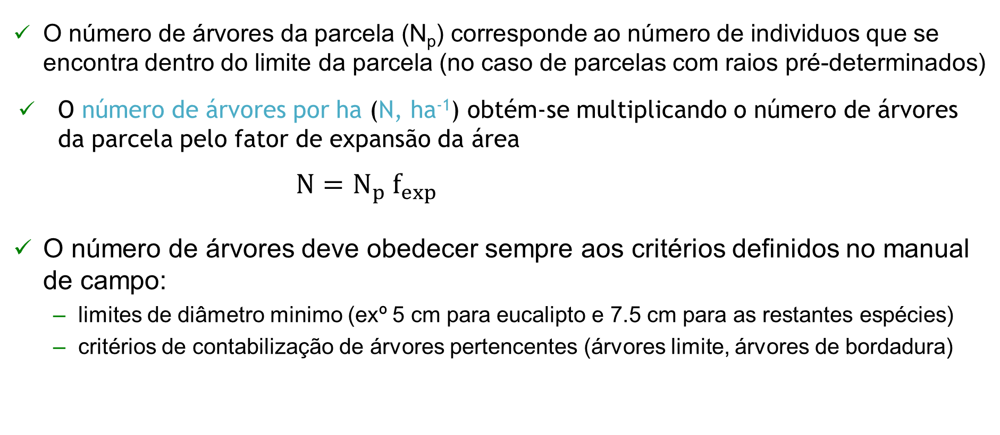 ✓ O número de árvores da parcela (Np) corresponde ao número de individuos que se
encontra dentro do limite da parcela (no caso de parcelas com raios pré-determinados)
✓ O número de árvores por ha (N, ha-1) obtém-se multiplicando o número de árvores
da parcela pelo fator de expansão da área
N = Np fexp
✓ O número de árvores deve obedecer sempre aos critérios definidos no manual
de campo:
– limites de diâmetro minimo (exº 5 cm para eucalipto e 7.5 cm para as restantes espécies)
– critérios de contabilização de árvores pertencentes (árvores limite, árvores de bordadura)